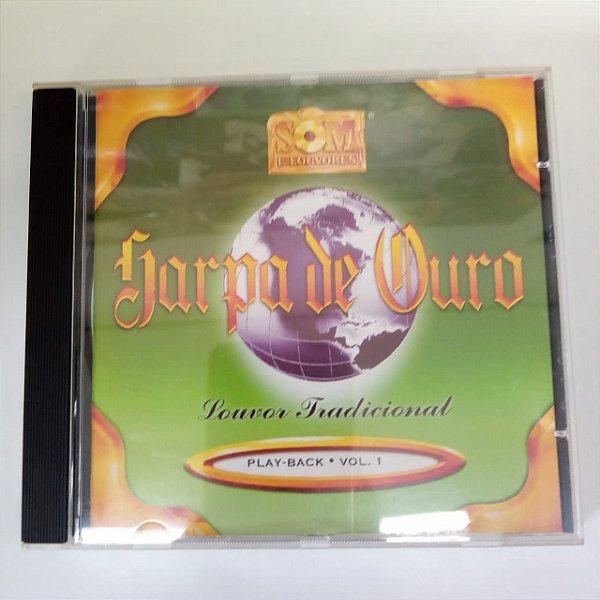 SOM
E LOUVORES
®
Harpa de Ouro
Louvor Tradicional
PLAY-BACK • VOL. 1